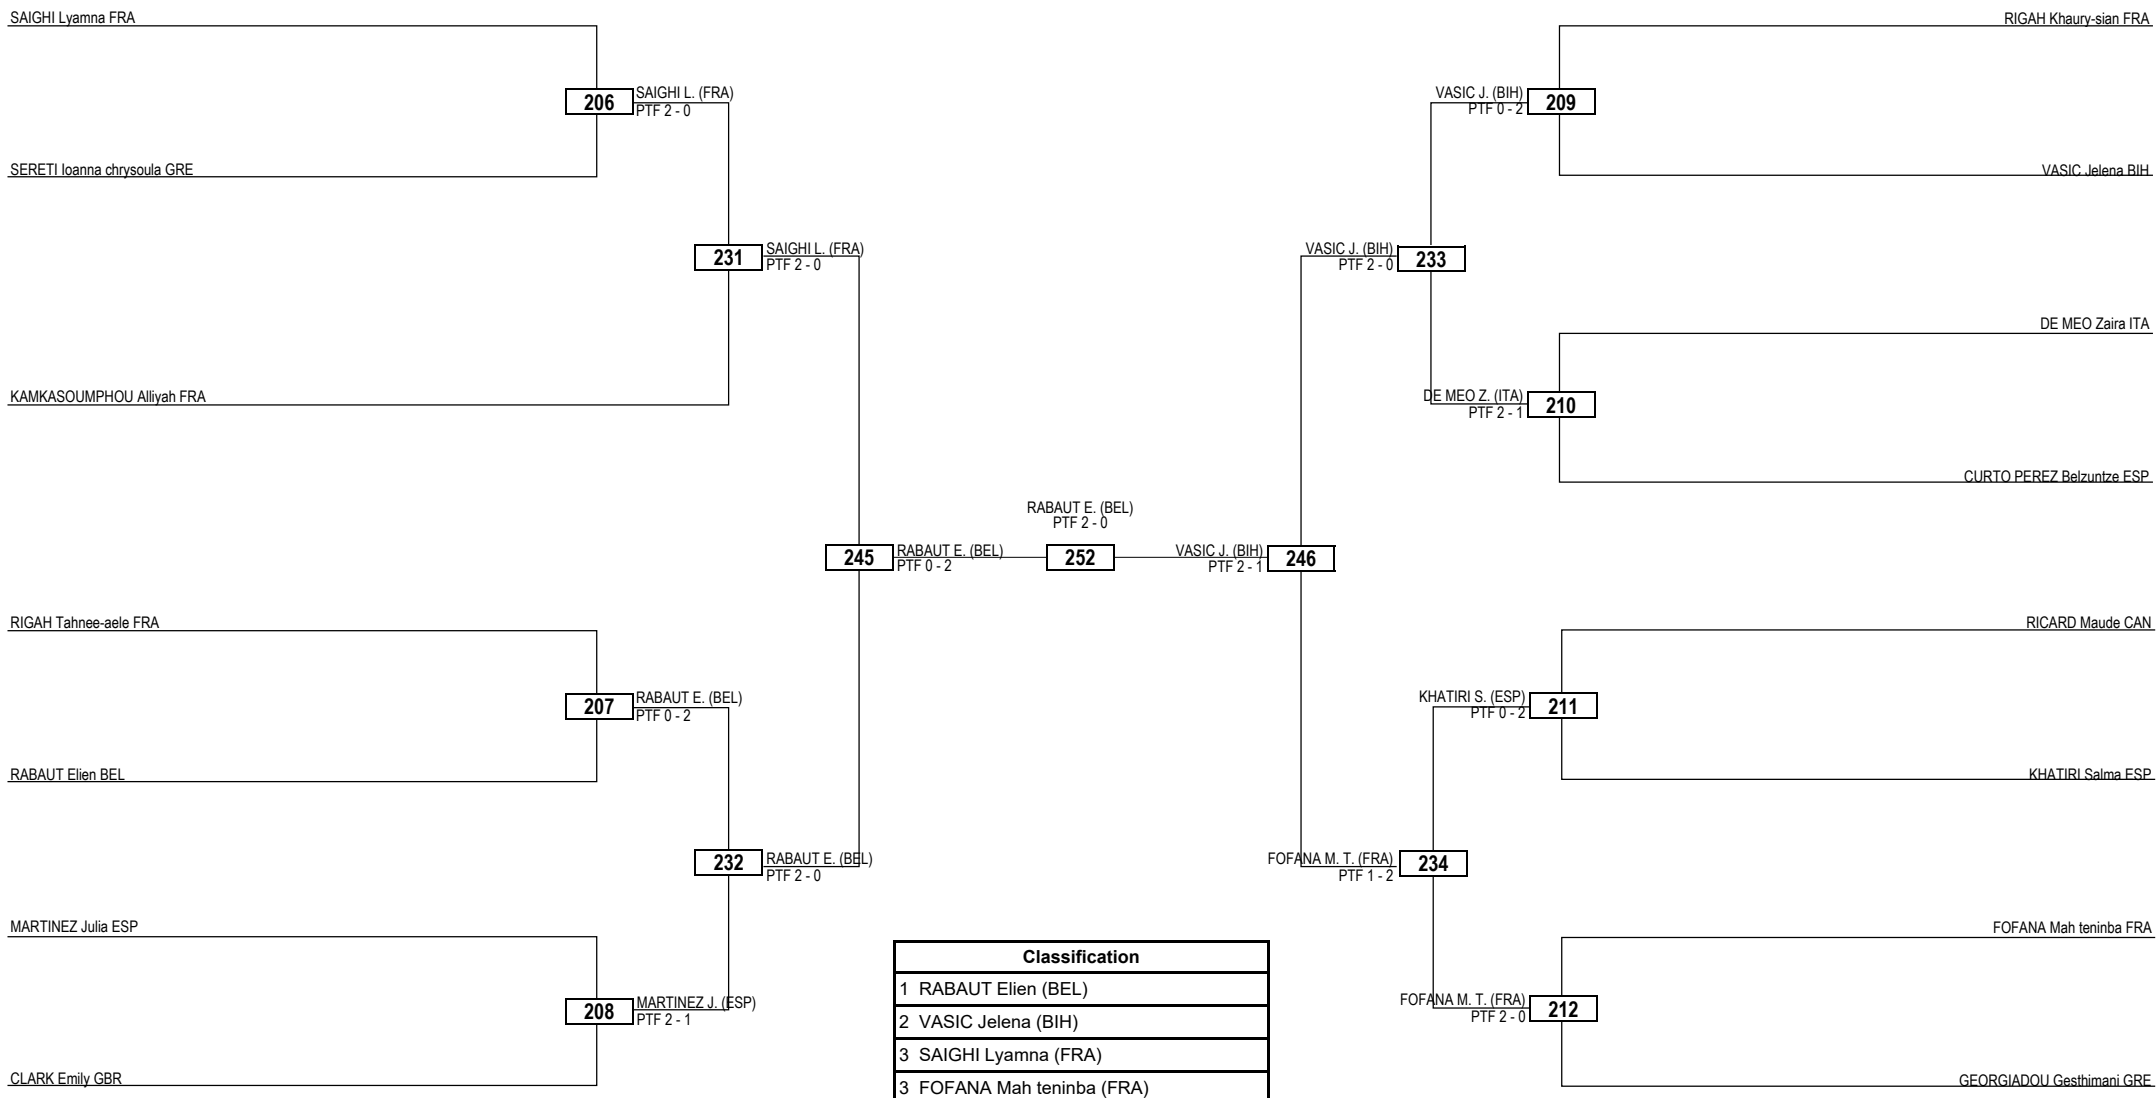 SAIGHI Lyamna FRA
RIGAH Khaury-sian FRA
206
SAIGHI L. (FRA)
PTF 2 - 0
VASIC J. (BIH)
PTF 0 - 2
209
SERETI Ioanna chrysoula GRE
VASIC Jelena BIH
231
SAIGHI L. (FRA)
PTF 2 - 0
VASIC J. (BIH)
PTF 2 - 0
233
DE MEO Zaira ITA
KAMKASOUMPHOU Alliyah FRA
DE MEO Z. (ITA)
PTF 2 - 1
210
CURTO PEREZ Belzuntze ESP
RABAUT E. (BEL)
PTF 2 - 0
245
RABAUT E. (BEL)
PTF 0 - 2
252
VASIC J. (BIH)
PTF 2 - 1
246
RIGAH Tahnee-aele FRA
RICARD Maude CAN
207
RABAUT E. (BEL)
PTF 0 - 2
KHATIRI S. (ESP)
PTF 0 - 2
211
RABAUT Elien BEL
KHATIRI Salma ESP
232
RABAUT E. (BEL)
PTF 2 - 0
FOFANA M. T. (FRA)
PTF 1 - 2
234
MARTINEZ Julia ESP
FOFANA Mah teninba FRA
208
MARTINEZ J. (ESP)
PTF 2 - 1
FOFANA M. T. (FRA)
PTF 2 - 0
212
CLARK Emily GBR
GEORGIADOU Gesthimani GRE
Classification
1 RABAUT Elien (BEL)
2 VASIC Jelena (BIH)
3 SAIGHI Lyamna (FRA)
3 FOFANA Mah teninba (FRA)